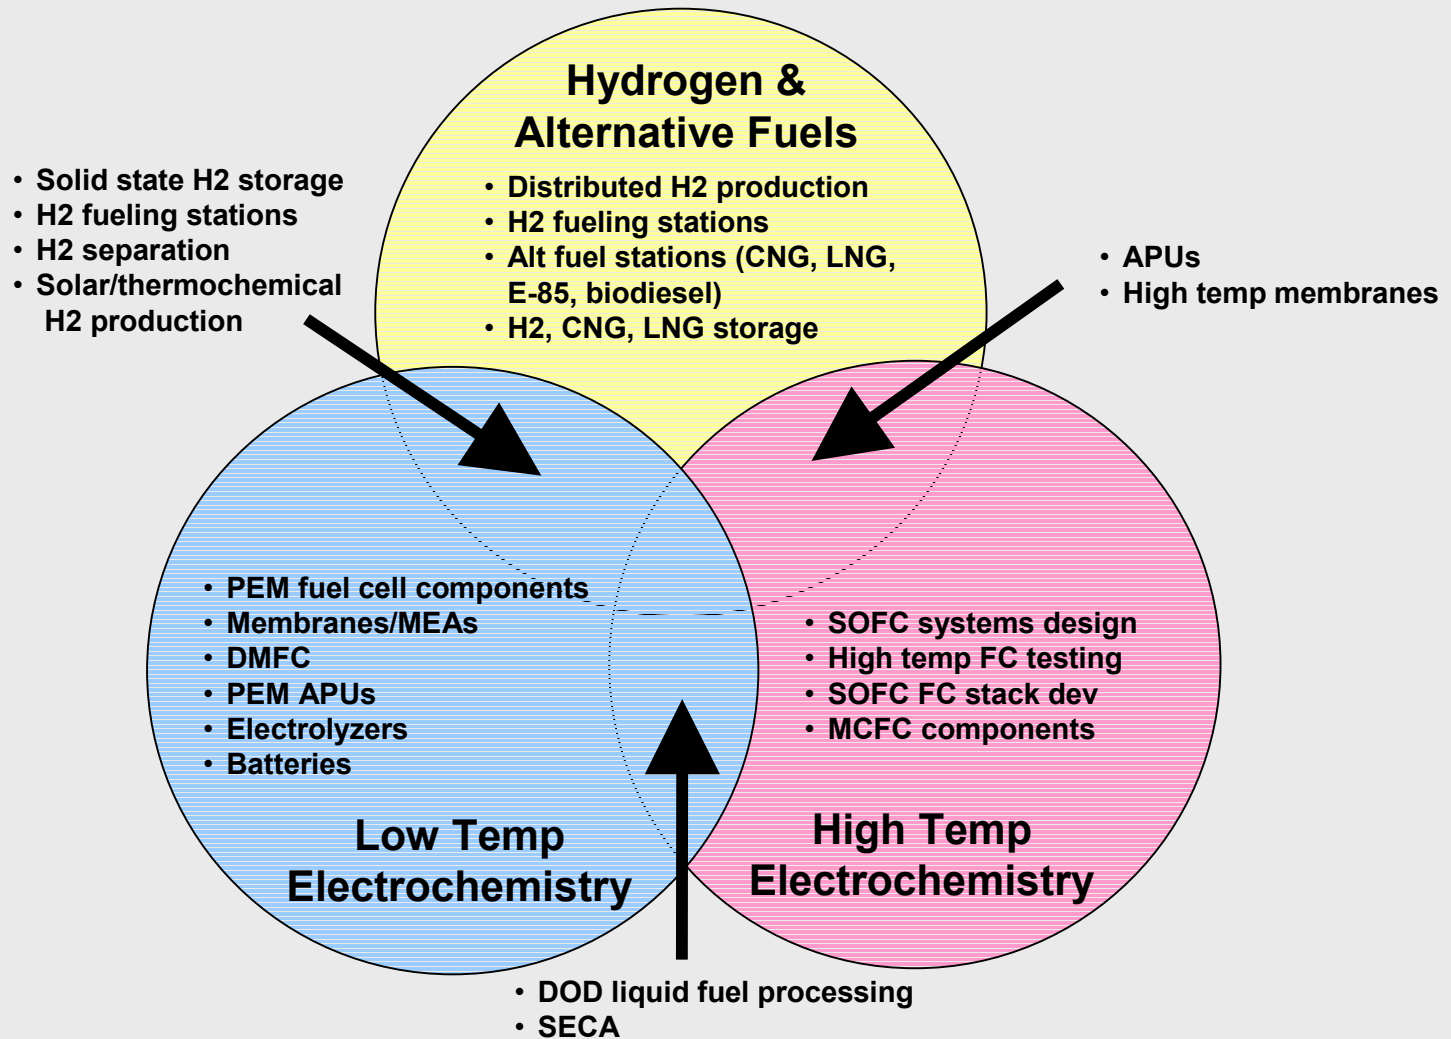 Hydrogen &
Alternative Fuels
• Distributed H2 production
• H2 fueling stations
• Alt fuel stations (CNG, LNG,
E-85, biodiesel)
• H2, CNG, LNG storage
• Solid state H2 storage
• H2 fueling stations
• H2 separation
• Solar/thermochemical
H2 production
• APUs
• High temp membranes
• PEM fuel cell components
• Membranes/MEAs
• DMFC
• PEM APUs
• Electrolyzers
• Batteries
Low Temp
Electrochemistry
• SOFC systems design
• High temp FC testing
• SOFC FC stack dev
• MCFC components
High Temp
Electrochemistry
• DOD liquid fuel processing
• SECA